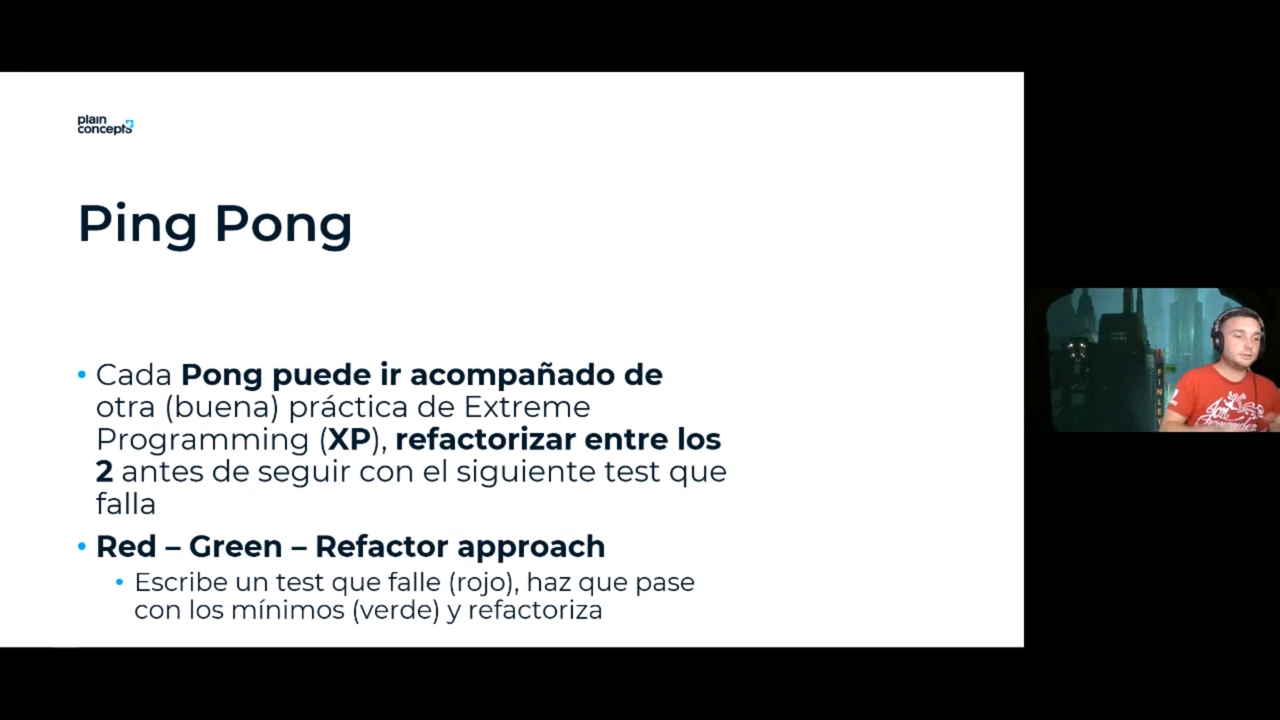 plain
concepts
Ping Pong
• Cada Pong puede ir acompañado de
otra (buena) práctica de Extreme
Programming (XP), refactorizar entre los
2 antes de seguir con el siguiente test que
falla
• Red – Green – Refactor approach
• Escribe un test que falle (rojo), haz que pase
con los mínimos (verde) y refactoriza
FINLE